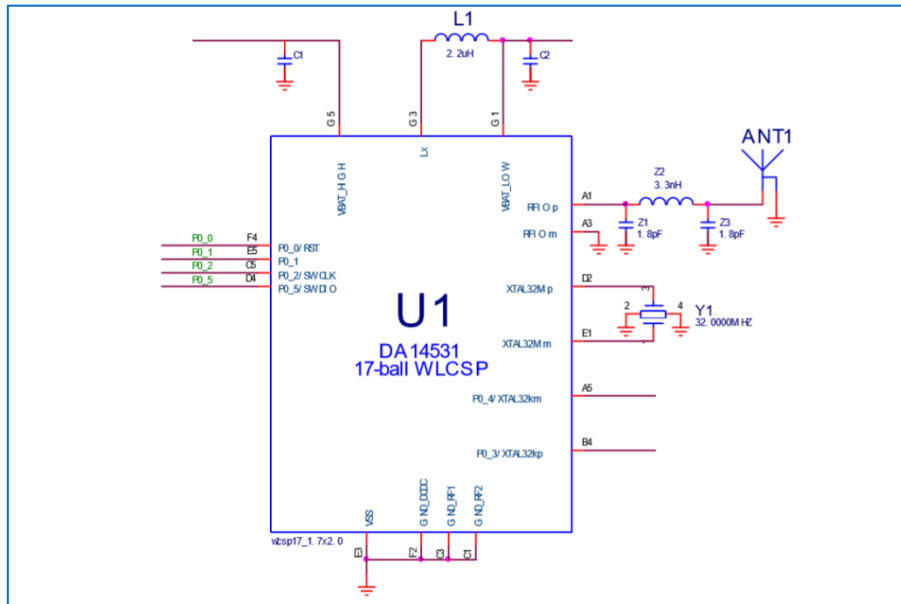 L1
2.2uH
C1
C2
G5
G3
G1
VBAT_HIGH
Lx
VBAT_LOW
ANT1
Z2
3.3nH
RFIOp
A1
Z1
1.8pF
Z3
1.8pF
RFIOm
A3
P0_0
F4
P0_0/RST
P0_1
E5
P0_1
P0_2
C5
P0_2/SWCLK
P0_5
D4
P0_5/SWDIO
XTAL32Mp
D2
3
2
4
Y1
32.0000MHZ
1
XTAL32Mm
E1
U1
DA14531
17-ball WLCSP
P0_4/XTAL32km
A5
P0_3/XTAL32kp
B4
VSS
GND_DCDC
GND_RF1
GND_RF2
wlcsp17_1.7x2.0
E3
F2
C3
C1